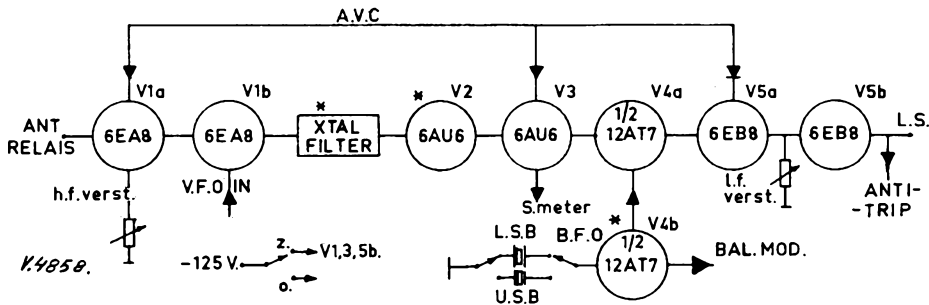 A.V.C
V1a
V1b
*
*
V2
V3
V4a
V5a
V5b
ANT
RELAIS
6EA8
6EA8
XTAL
FILTER
6AU6
6AU6
1/2
12AT7
6EB8
6EB8
L.S.
h.f. verst.
V.F.O IN
S.meter
l.f.
verst.
ANTI-
-TRIP
V.4858.
-125 V.
z.
V1,3,5b.
o.
L.S.B
U.S.B
B.F.O
*
V4b
1/2
12AT7
BAL. MOD.